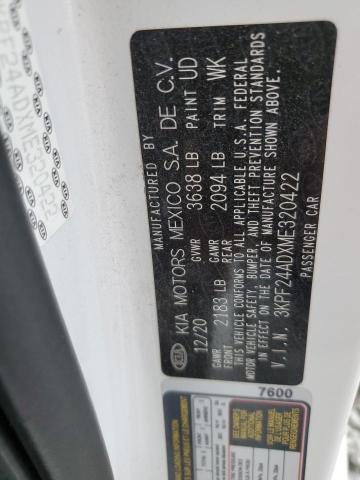 MANUFACTURED BY
KIA MOTORS MEXICO S.A. DE C.V.
12/20 GVWR 3638 LB PAINT UD
GAWR FRONT 2183 LB GAWR REAR 2094 LB TRIM WK
THIS VEHICLE CONFORMS TO ALL APPLICABLE U.S.A. FEDERAL
MOTOR VEHICLE SAFETY, BUMPER, AND THEFT PREVENTION STANDARDS
IN EFFECT ON THE DATE OF MANUFACTURE SHOWN ABOVE.
V.I.N. 3KPF24ADXME320422
PASSENGER CAR
KIA
7600